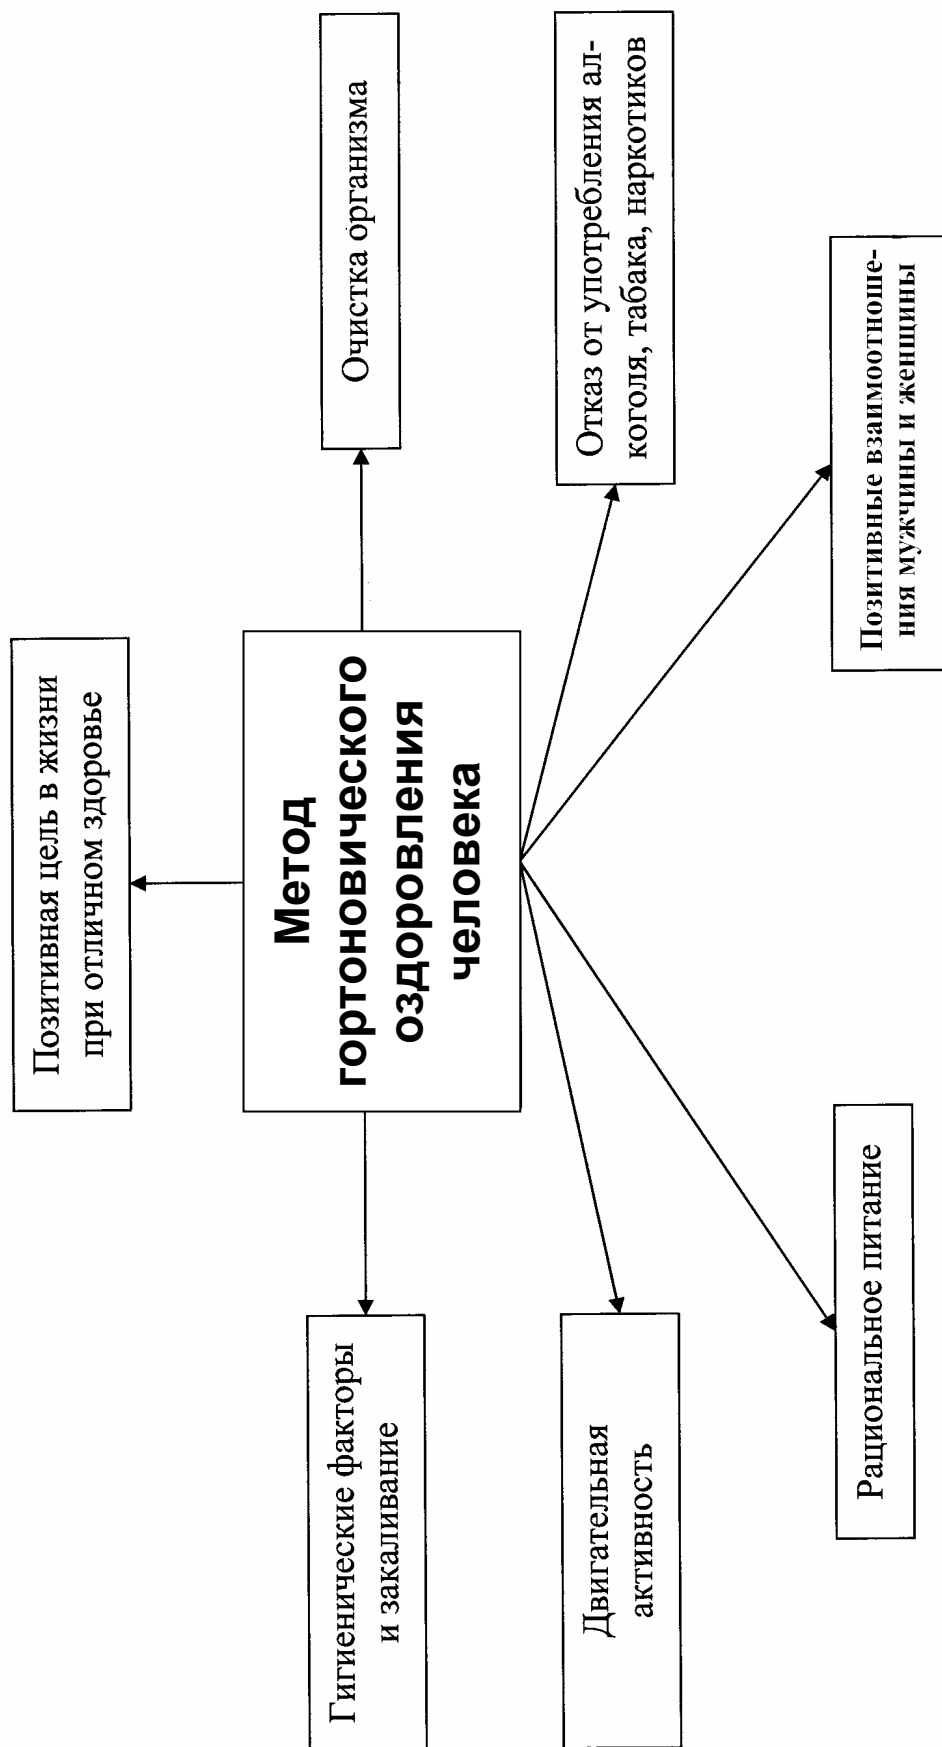 Позитивная цель в жизни
при отличном здоровье
Гигиенические факторы
и закаливание
Метод
гортоновического
оздоровления
человека
Очистка организма
Двигательная
активность
Отказ от употребления ал-
коголя, табака, наркотиков
Рациональное питание
Позитивные взаимоотноше-
ния мужчины и женщины